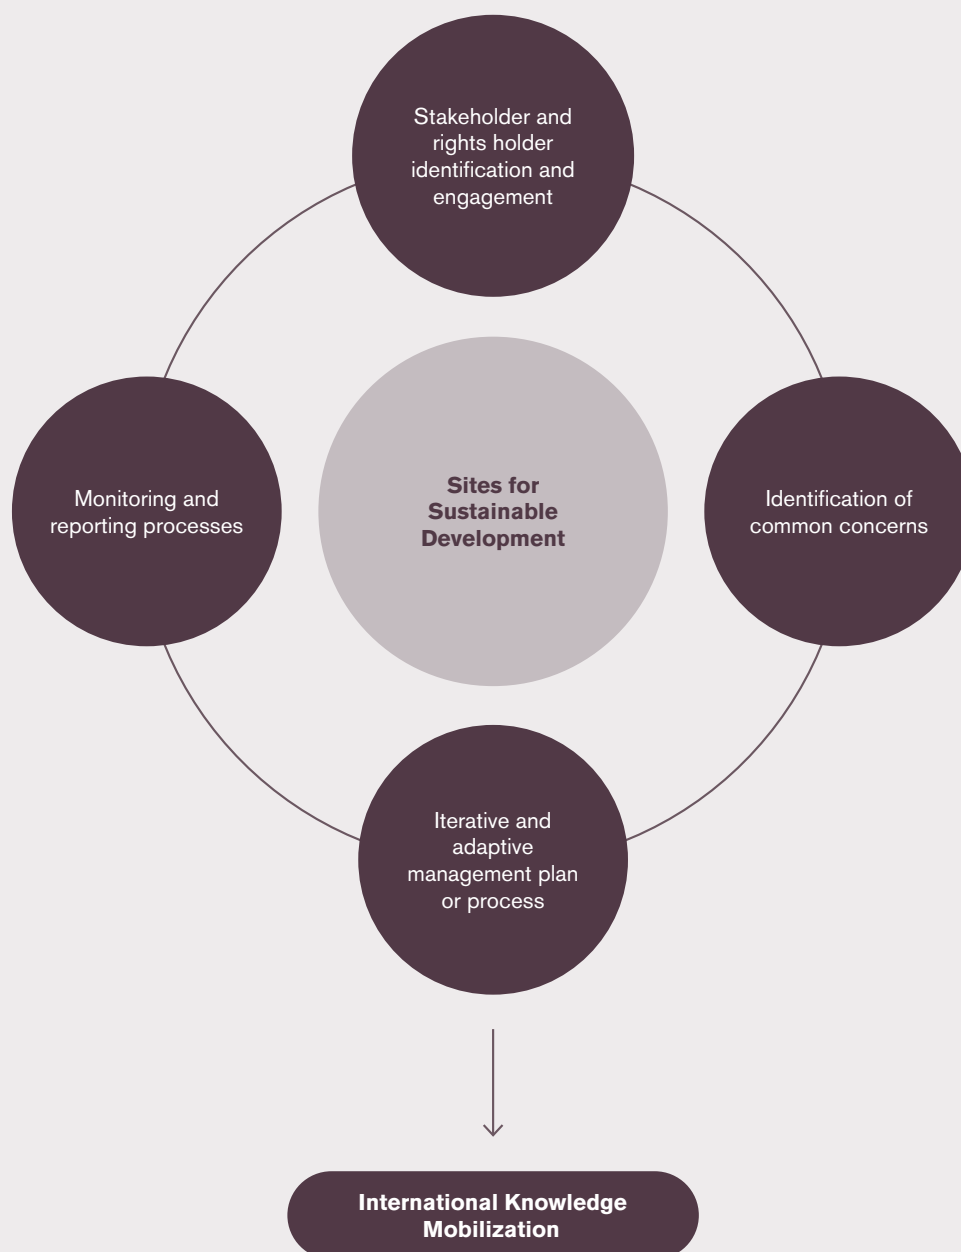 Stakeholder and
rights holder
identification and
engagement
Monitoring and
reporting processes
Sites for
Sustainable
Development
Identification of
common concerns
Iterative and
adaptive
management plan
or process
International Knowledge
Mobilization